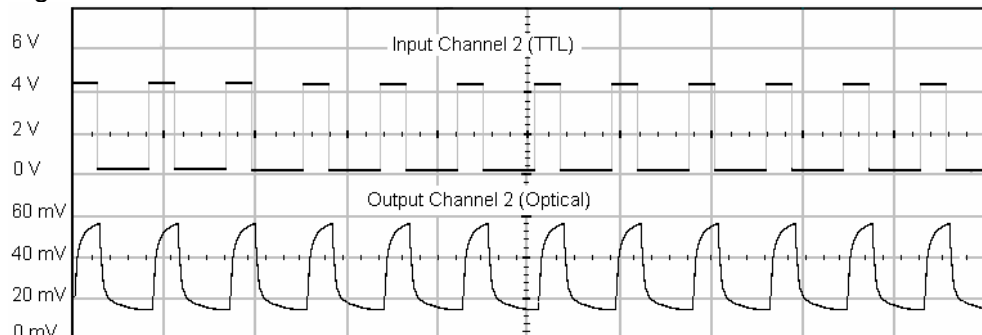 6 V
Input Channel 2 (TTL)
4 V
2 V
0 V
Output Channel 2 (Optical)
60 mV
40 mV
20 mV
0 mV